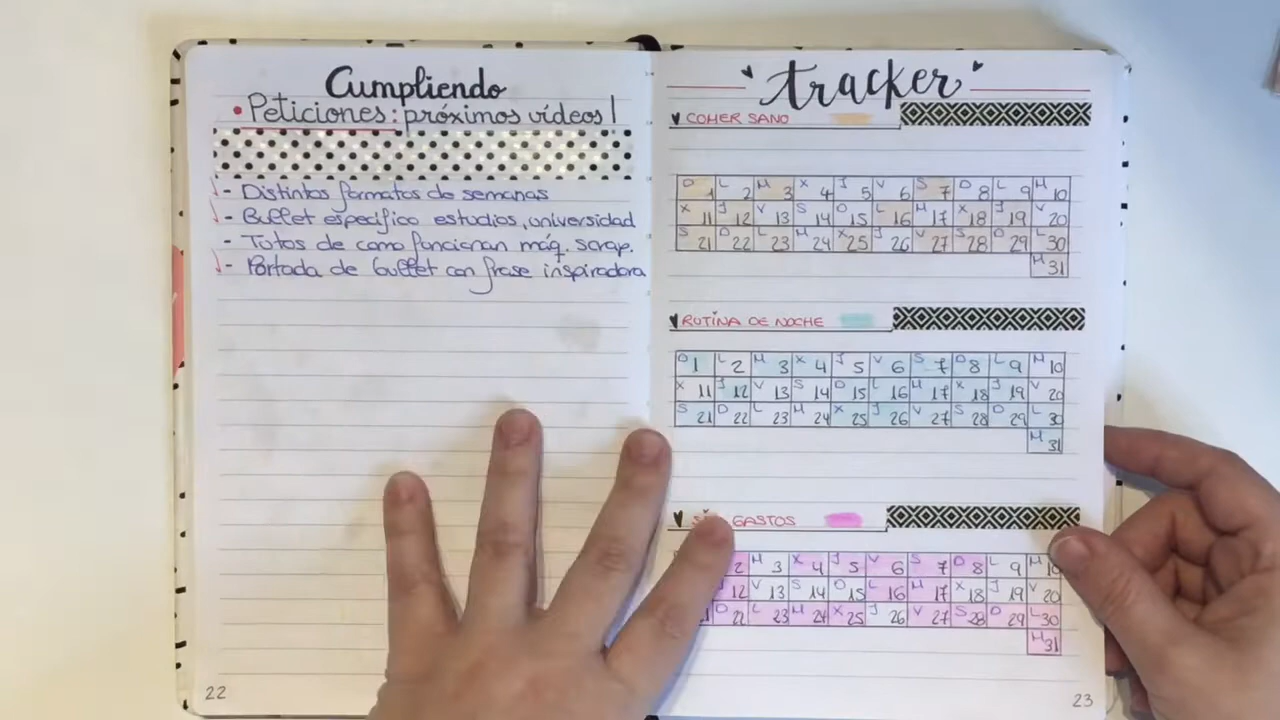 Cumpliendo
• Peticiones: próximos vídeos!
- Distintos formatos de semanas
- Bullet específico estudios, universidad
- Tutos de como funcionan máq. scrap.
- Portada de bullet con frase inspiradora
22
tracker
COMER SANO
D 1 L 2 M 3 X 4 J 5 V 6 S 7 D 8 L 9 M 10
X 11 J 12 V 13 S 14 D 15 L 16 M 17 X 18 J 19 V 20
S 21 D 22 L 23 M 24 X 25 J 26 V 27 S 28 D 29 L 30
M 31
RUTINA DE NOCHE
D 1 L 2 M 3 X 4 J 5 V 6 S 7 D 8 L 9 M 10
X 11 J 12 V 13 S 14 D 15 L 16 M 17 X 18 J 19 V 20
S 21 D 22 L 23 M 24 X 25 J 26 V 27 S 28 D 29 L 30
M 31
GASTOS
2 M 3 X 4 J 5 V 6 S 7 D 8 L 9 M 10
12 V 13 S 14 D 15 L 16 M 17 X 18 J 19 V 20
D 22 L 23 M 24 X 25 J 26 V 27 S 28 D 29 L 30
M 31
23